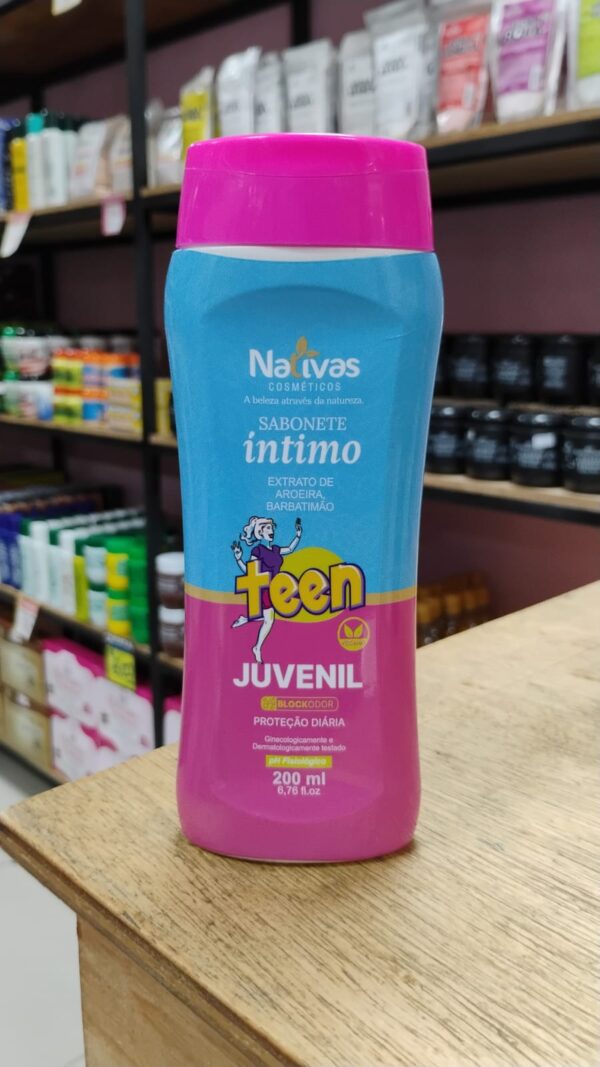 Nativas
COSMÉTICOS
A beleza através da natureza.
SABONETE
íntimo
EXTRATO DE
AROEIRA,
BARBATIMÃO
teen
VEGAN
JUVENIL
BLOCKODOR
PROTEÇÃO DIÁRIA
Ginecologicamente e
Dermatologicamente testado
pH Fisiológico
200 ml
6,76 fl.oz